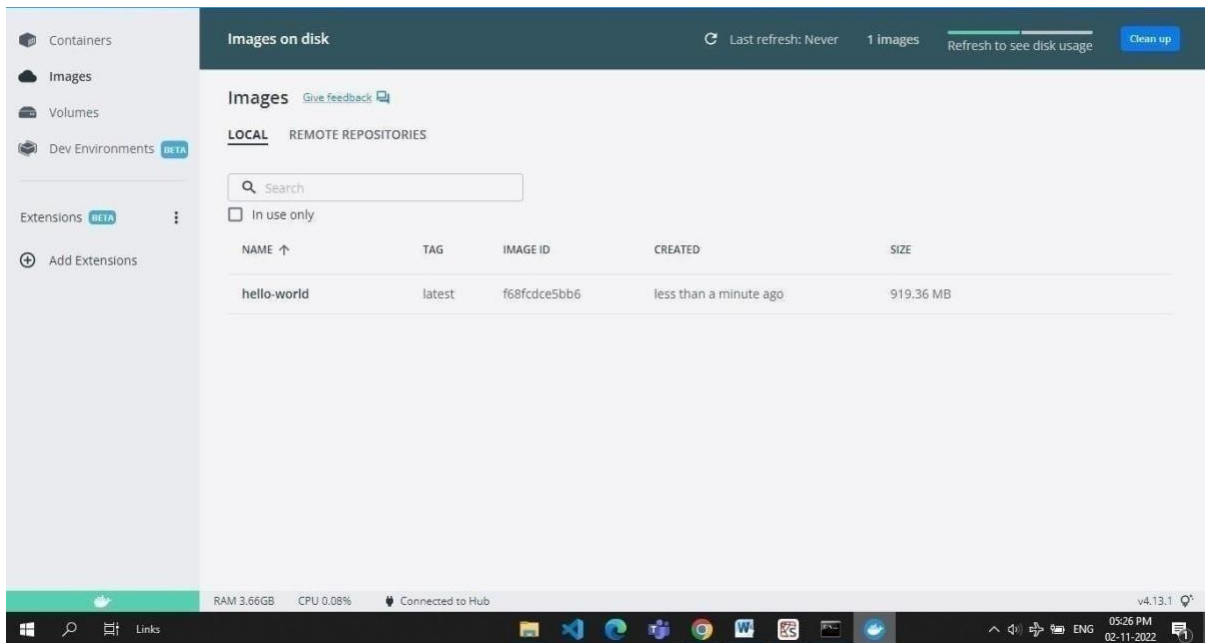 Containers
Images
Volumes
Dev Environments BETA
Extensions BETA
Add Extensions
Images on disk
Last refresh: Never
1 images
Refresh to see disk usage
Clean up
Images Give feedback
LOCAL REMOTE REPOSITORIES
Search
In use only
NAME TAG IMAGE ID CREATED SIZE
hello-world latest f68fcdce5bb6 less than a minute ago 919.36 MB
RAM 3.66GB CPU 0.08% Connected to Hub v4.13.1
Links ENG 05:26 PM
02-11-2022